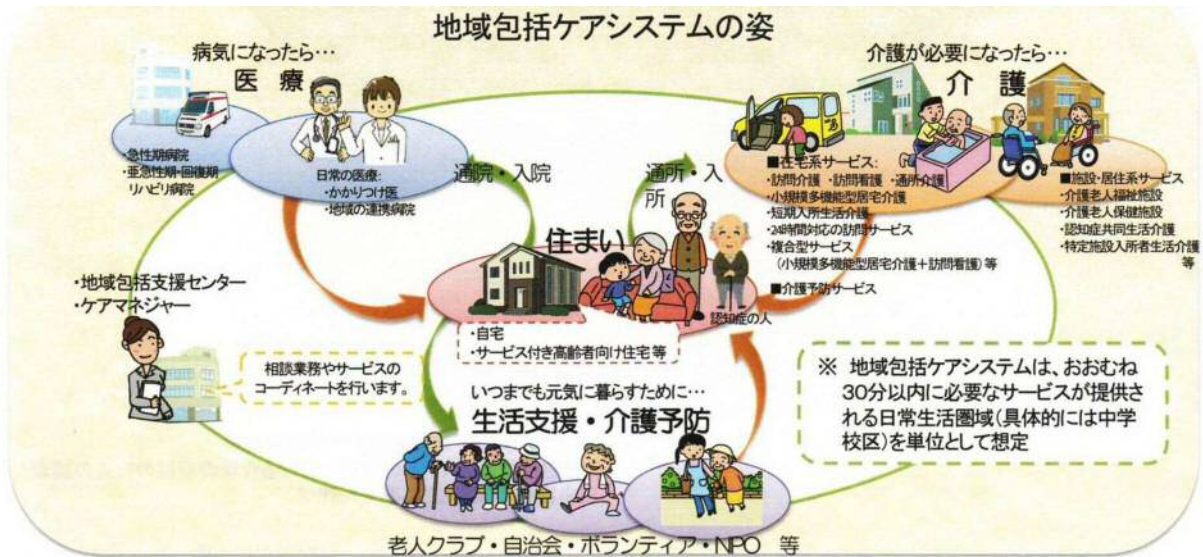 地域包括ケアシステムの姿
病気になったら…
医 療
・急性期病院
・亜急性期・回復期
リハビリ病院
日常の医療:
・かかりつけ医
・地域の連携病院
通院・入院
通所・入
所
介護が必要になったら…
介 護
■在宅系サービス:
・訪問介護 ・訪問看護 ・通所介護
・小規模多機能型居宅介護
・短期入所生活介護
・24時間対応の訪問サービス
・複合型サービス
（小規模多機能型居宅介護＋訪問看護）等
■介護予防サービス
■施設・居住系サービス
・介護老人福祉施設
・介護老人保健施設
・認知症共同生活介護
・特定施設入所者生活介護
等
住まい
認知症の人
・自宅
・サービス付き高齢者向け住宅 等
・地域包括支援センター
・ケアマネジャー
相談業務やサービスの
コーディネートを行います。
いつまでも元気に暮らすために…
生活支援・介護予防
老人クラブ・自治会・ボランティア・NPO 等
※ 地域包括ケアシステムは、おおむね
30分以内に必要なサービスが提供
される日常生活圏域（具体的には中学
校区）を単位として想定